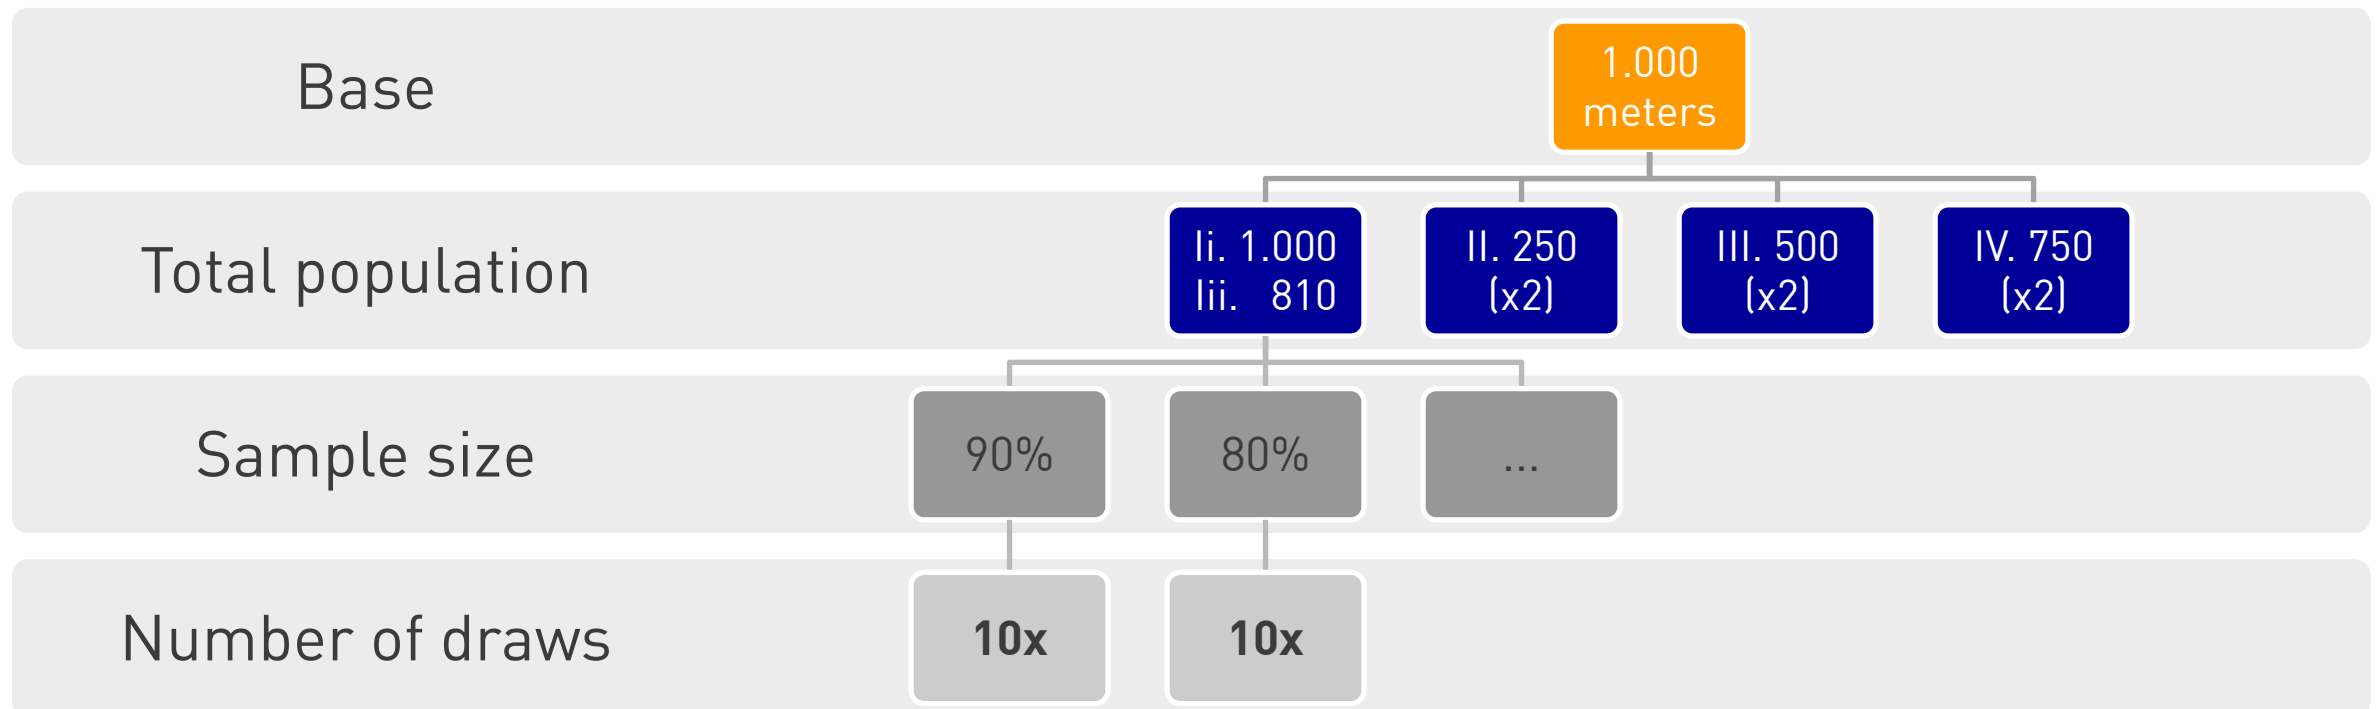 Base
1.000
meters
Total population
Ii. 1.000
Iii. 810
II. 250
(x2)
III. 500
(x2)
IV. 750
(x2)
Sample size
90%
80%
...
Number of draws
10x
10x